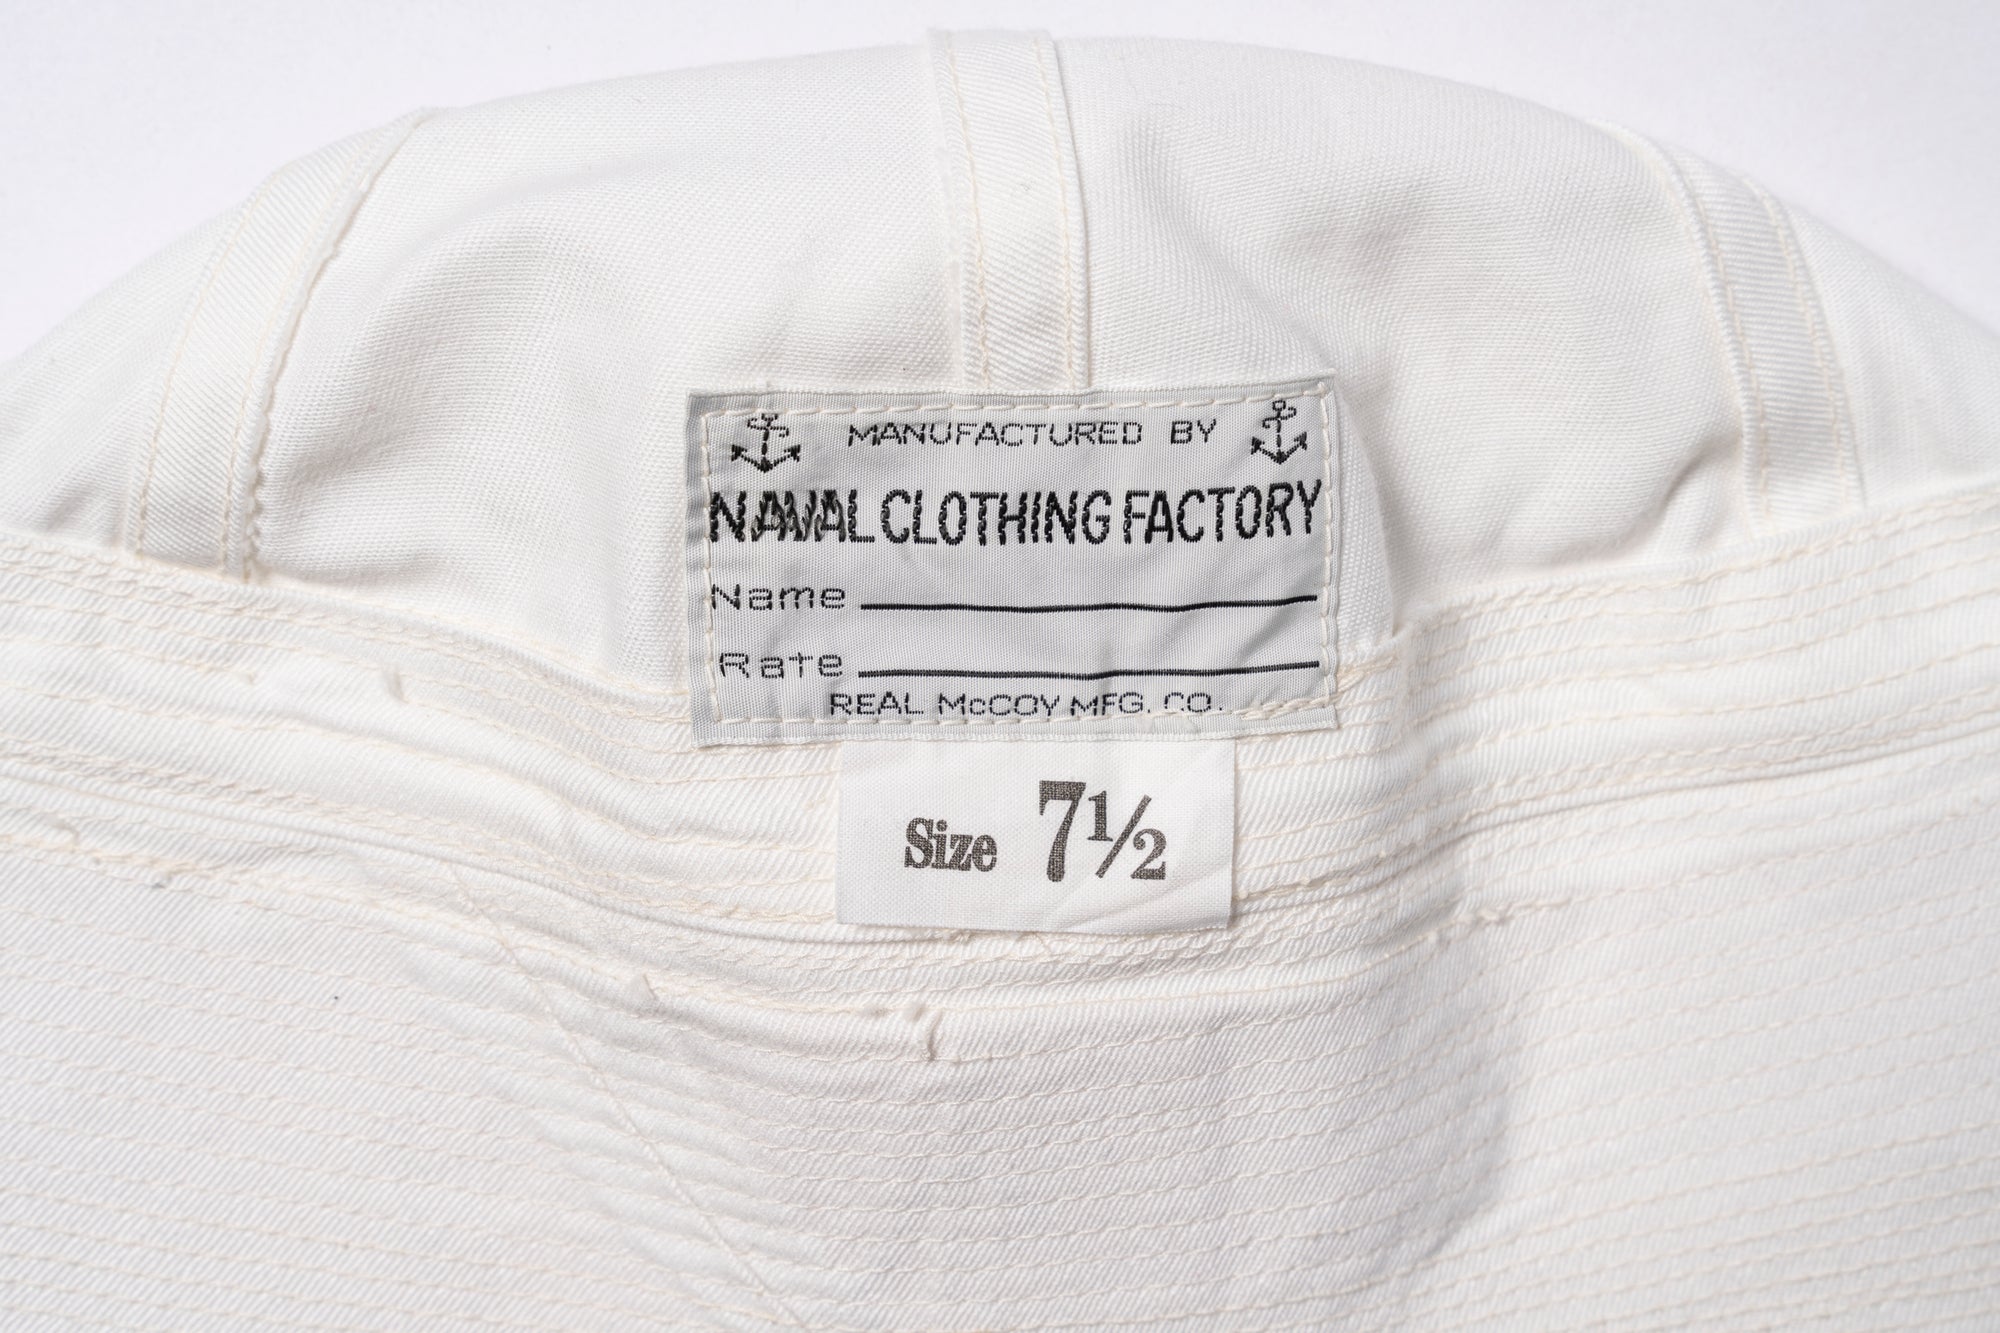 MANUFACTURED BY
NAVAL CLOTHING FACTORY
Name
Rate
REAL McCOY MFG. CO.
Size 7½